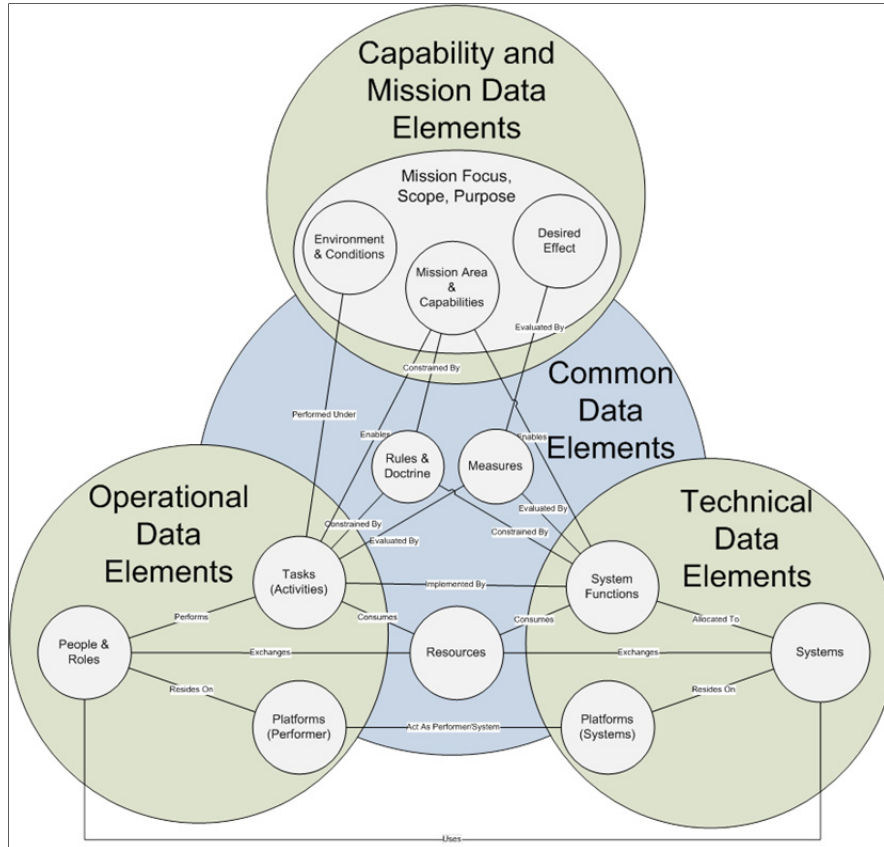 Capability and
Mission Data
Elements
Mission Focus,
Scope, Purpose
Environment
& Conditions
Mission Area
&
Capabilities
Desired
Effect
Evaluated By
Constrained By
Performed Under
Enables
Enables
Common
Data
Elements
Rules &
Doctrine
Measures
Operational
Data
Elements
Technical
Data
Elements
Constrained By
Evaluated By
Evaluated By
Constrained By
Tasks
(Activities)
Implemented By
System
Functions
Performs
Consumes
Consumes
Allocated To
People &
Roles
Exchanges
Resources
Exchanges
Systems
Resides On
Resides On
Platforms
(Performer)
Act As Performer/System
Platforms
(Systems)
Uses